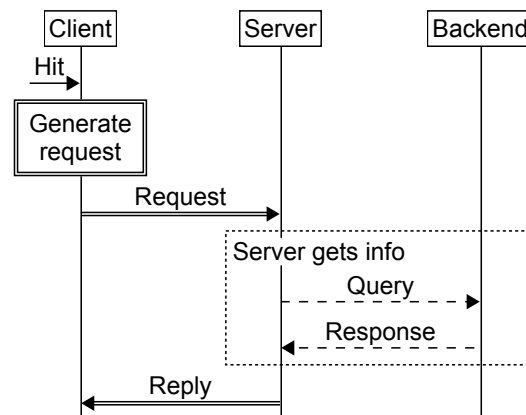 Client
Server
Backend
Hit
Generate
request
Request
Server gets info
Query
Response
Reply